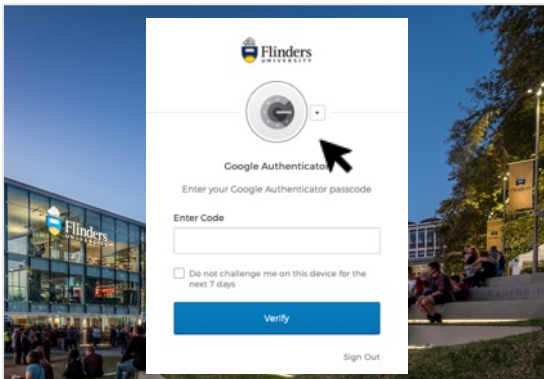 Flinders
UNIVERSITY
Google Authenticator
Enter your Google Authenticator passcode
Enter Code
Do not challenge me on this device for the
next 7 days
Verify
Sign Out
Flinders
UNIVERSITY